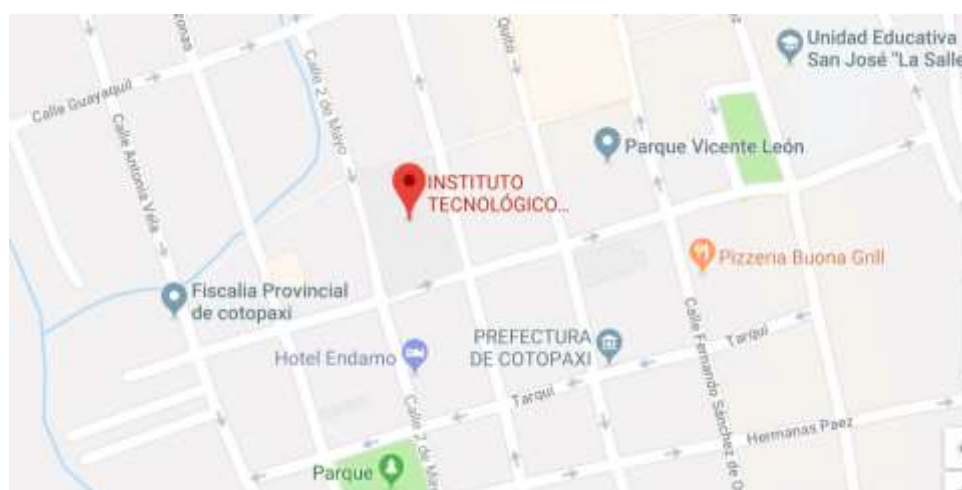 Unidad Educativa
San José "La Salle
Quito
Calle Guayaquil
Calle 2 de Mayo
Calle Antonia Vela
Parque Vicente León
INSTITUTO
TECNOLÓGICO...
Pizzeria Buona Grill
Fiscalia Provincial
de cotopaxi
PREFECTURA
DE COTOPAXI
Hotel Endamo
Tarqui
Tarqui
Calle Fernando Sánchez de O
Calle 2 de Ma
Hermanas Paez
Parque